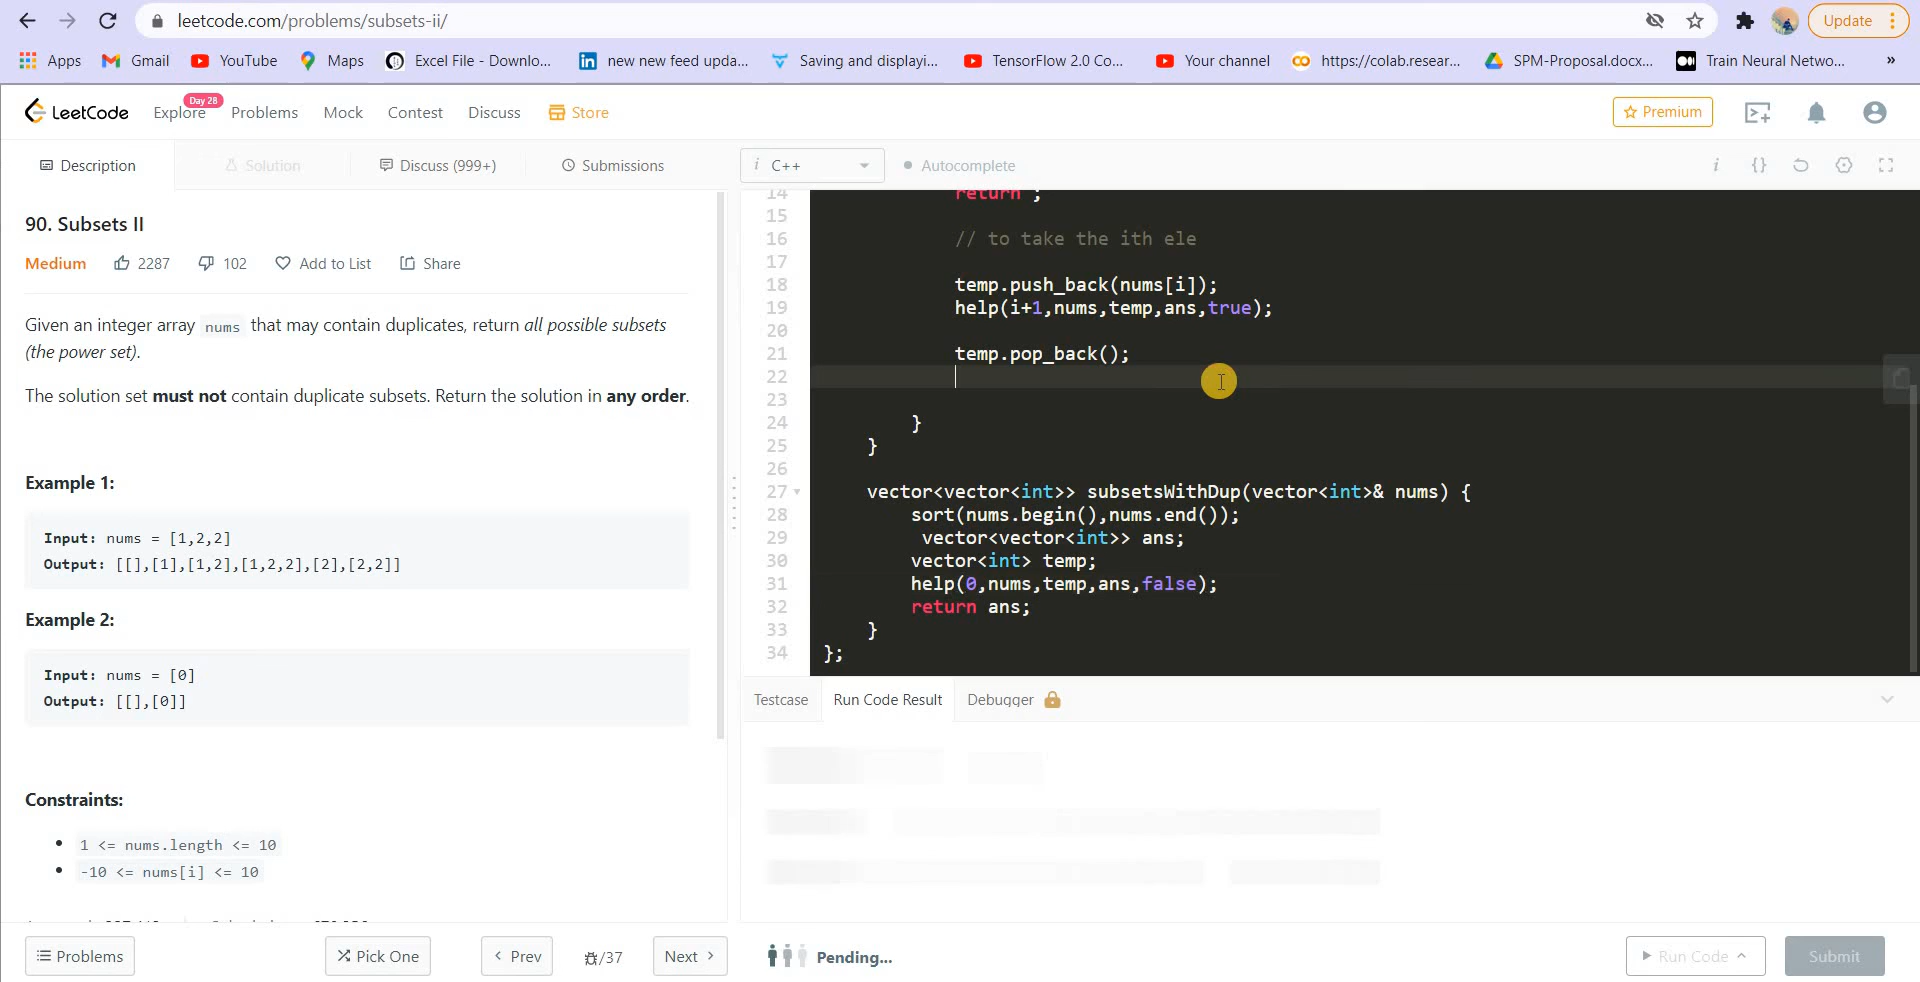 leetcode.com/problems/subsets-ii/
Update
Apps
Gmail
YouTube
Maps
Excel File - Downlo...
new new feed upda...
Saving and displayi...
TensorFlow 2.0 Co...
Your channel
https://colab.resear...
SPM-Proposal.docx...
Train Neural Netwo...
»
LeetCode
Explore
Day 28
Problems
Mock
Contest
Discuss
Store
Premium
Description
Solution
Discuss (999+)
Submissions
i C++
Autocomplete
i
{}
90. Subsets II
Medium
2287
102
Add to List
Share
Given an integer array nums that may contain duplicates, return all possible subsets
(the power set).
The solution set must not contain duplicate subsets. Return the solution in any order.
Example 1:
Input: nums = [1,2,2]
Output: [[],[1],[1,2],[1,2,2],[2],[2,2]]
Example 2:
Input: nums = [0]
Output: [[],[0]]
Constraints:
1 <= nums.length <= 10
-10 <= nums[i] <= 10
14 return ;
15
16 // to take the ith ele
17
18 temp.push_back(nums[i]);
19 help(i+1,nums,temp,ans,true);
20
21 temp.pop_back();
22
23
24 }
25 }
26
27 vector<vector<int>> subsetsWithDup(vector<int>& nums) {
28 sort(nums.begin(),nums.end());
29 vector<vector<int>> ans;
30 vector<int> temp;
31 help(0,nums,temp,ans,false);
32 return ans;
33 }
34 };
Testcase
Run Code Result
Debugger
Problems
Pick One
Prev
/37
Next
Pending...
Run Code
Submit